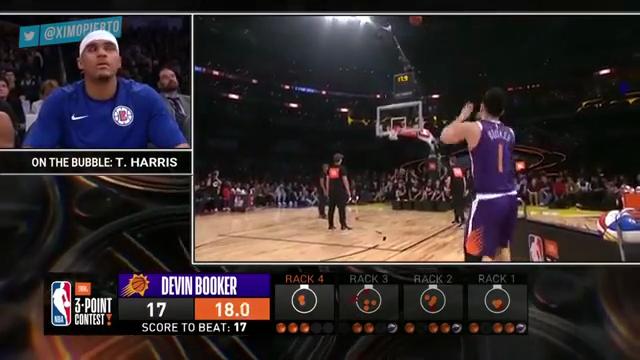 @XIMOPIERTO
ON THE BUBBLE: T. HARRIS
BOOKER
1
NBA
JBL
3-POINT
CONTEST
DEVIN BOOKER
17
18.0
SCORE TO BEAT: 17
RACK 4
RACK 3
RACK 2
RACK 1